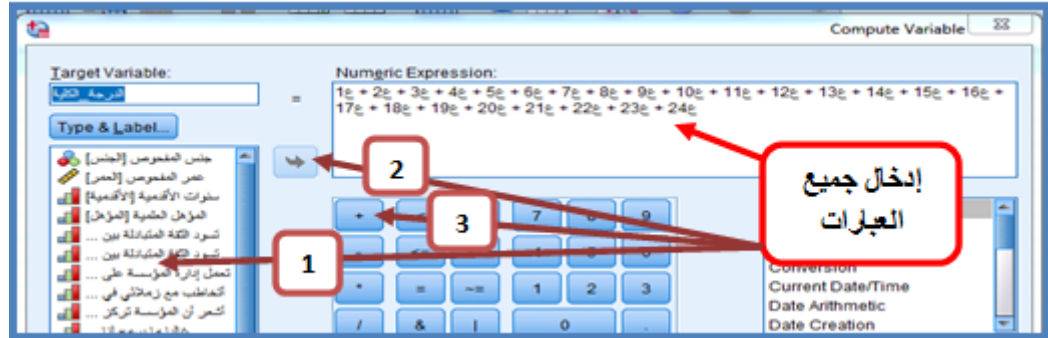 Compute Variable
Target Variable:
Numeric Expression:
الدرجة_الكلية
=
ع1 + ع2 + ع3 + ع4 + ع5 + ع6 + ع7 + ع8 + ع9 + ع10 + ع11 + ع12 + ع13 + ع14 + ع15 + ع16 +
ع17 + ع18 + ع19 + ع20 + ع21 + ع22 + ع23 + ع24
Type & Label...
جنس المفحوص [الجنس]
عمر المفحوص [العمر]
سنوات الأقدمية [الأقدمية]
المؤهل العلمية [المؤهل]
تسود الثقة المتبادلة بين ...
تسود الثقة المتبادلة بين ...
تعمل إدارة المؤسسة على ...
أتخاطب مع زملائي في ...
أشعر أن المؤسسة تركز ...
2
3
1
إدخال جميع
العبارات
+ 7 9
* = ~= 1 2 3
/ & | 0 .
Conversion
Current Date/Time
Date Arithmetic
Date Creation